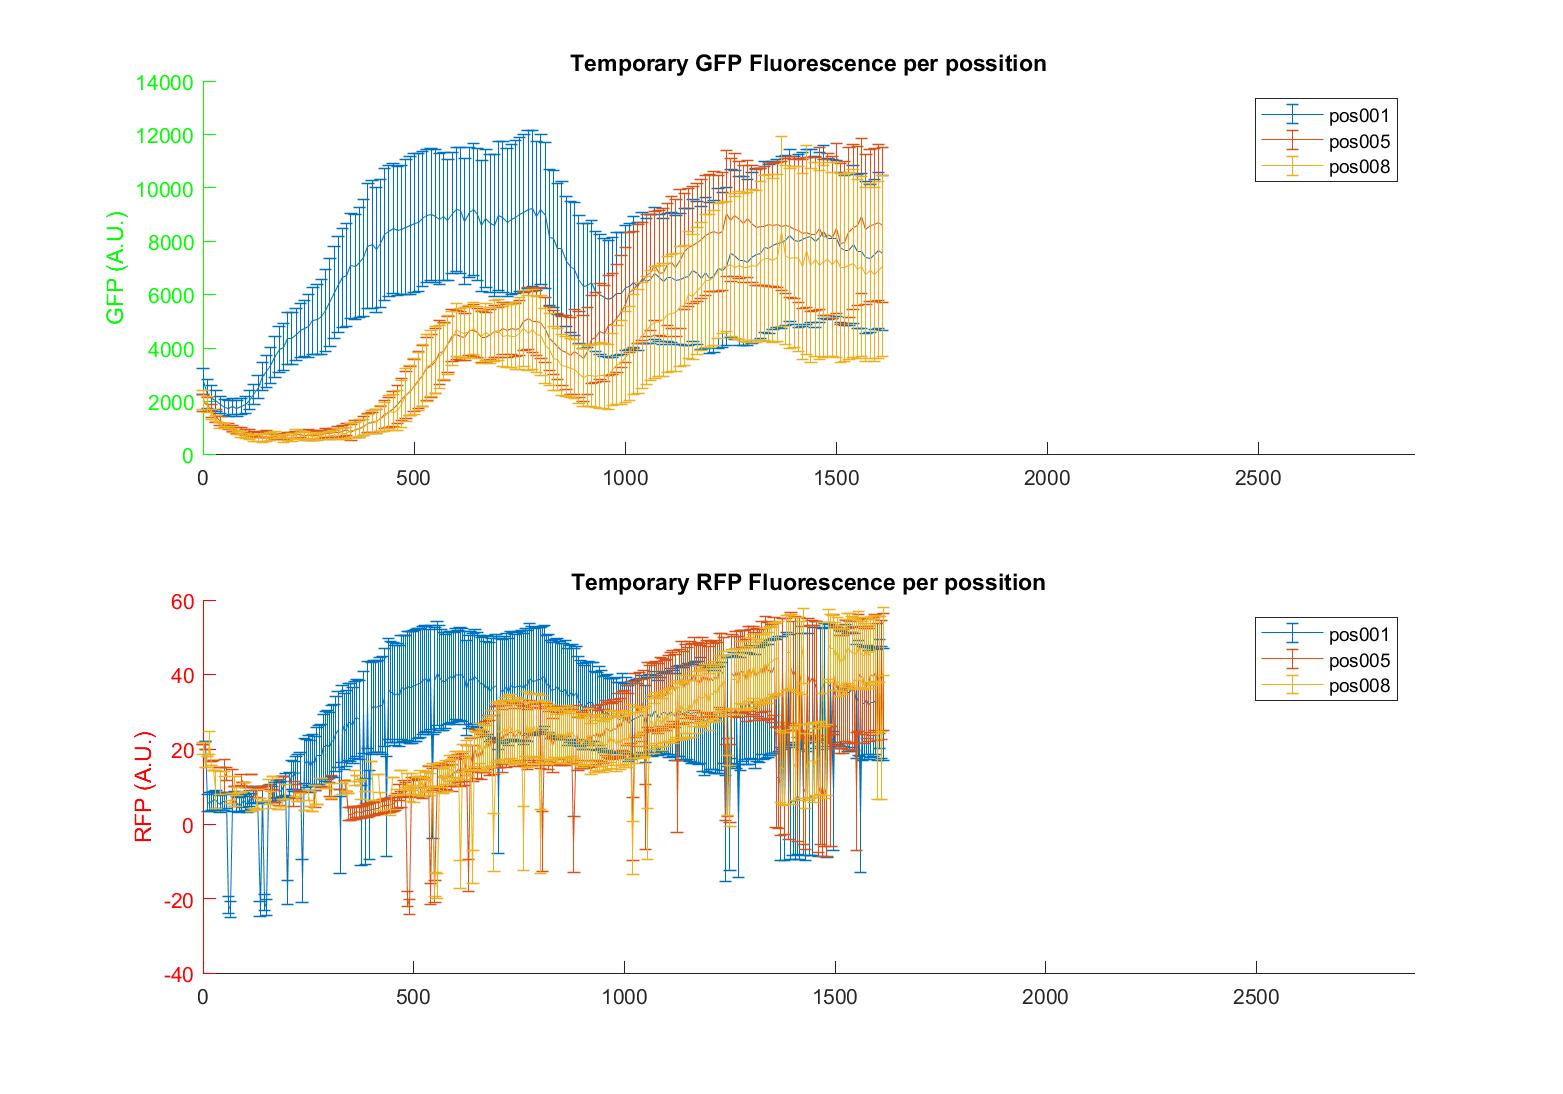 Temporary GFP Fluorescence per possition
14000
12000
10000
8000
6000
4000
2000
0
GFP (A.U.)
0 500 1000 1500 2000 2500
pos001
pos005
pos008
Temporary RFP Fluorescence per possition
60
40
20
0
-20
-40
RFP (A.U.)
0 500 1000 1500 2000 2500
pos001
pos005
pos008